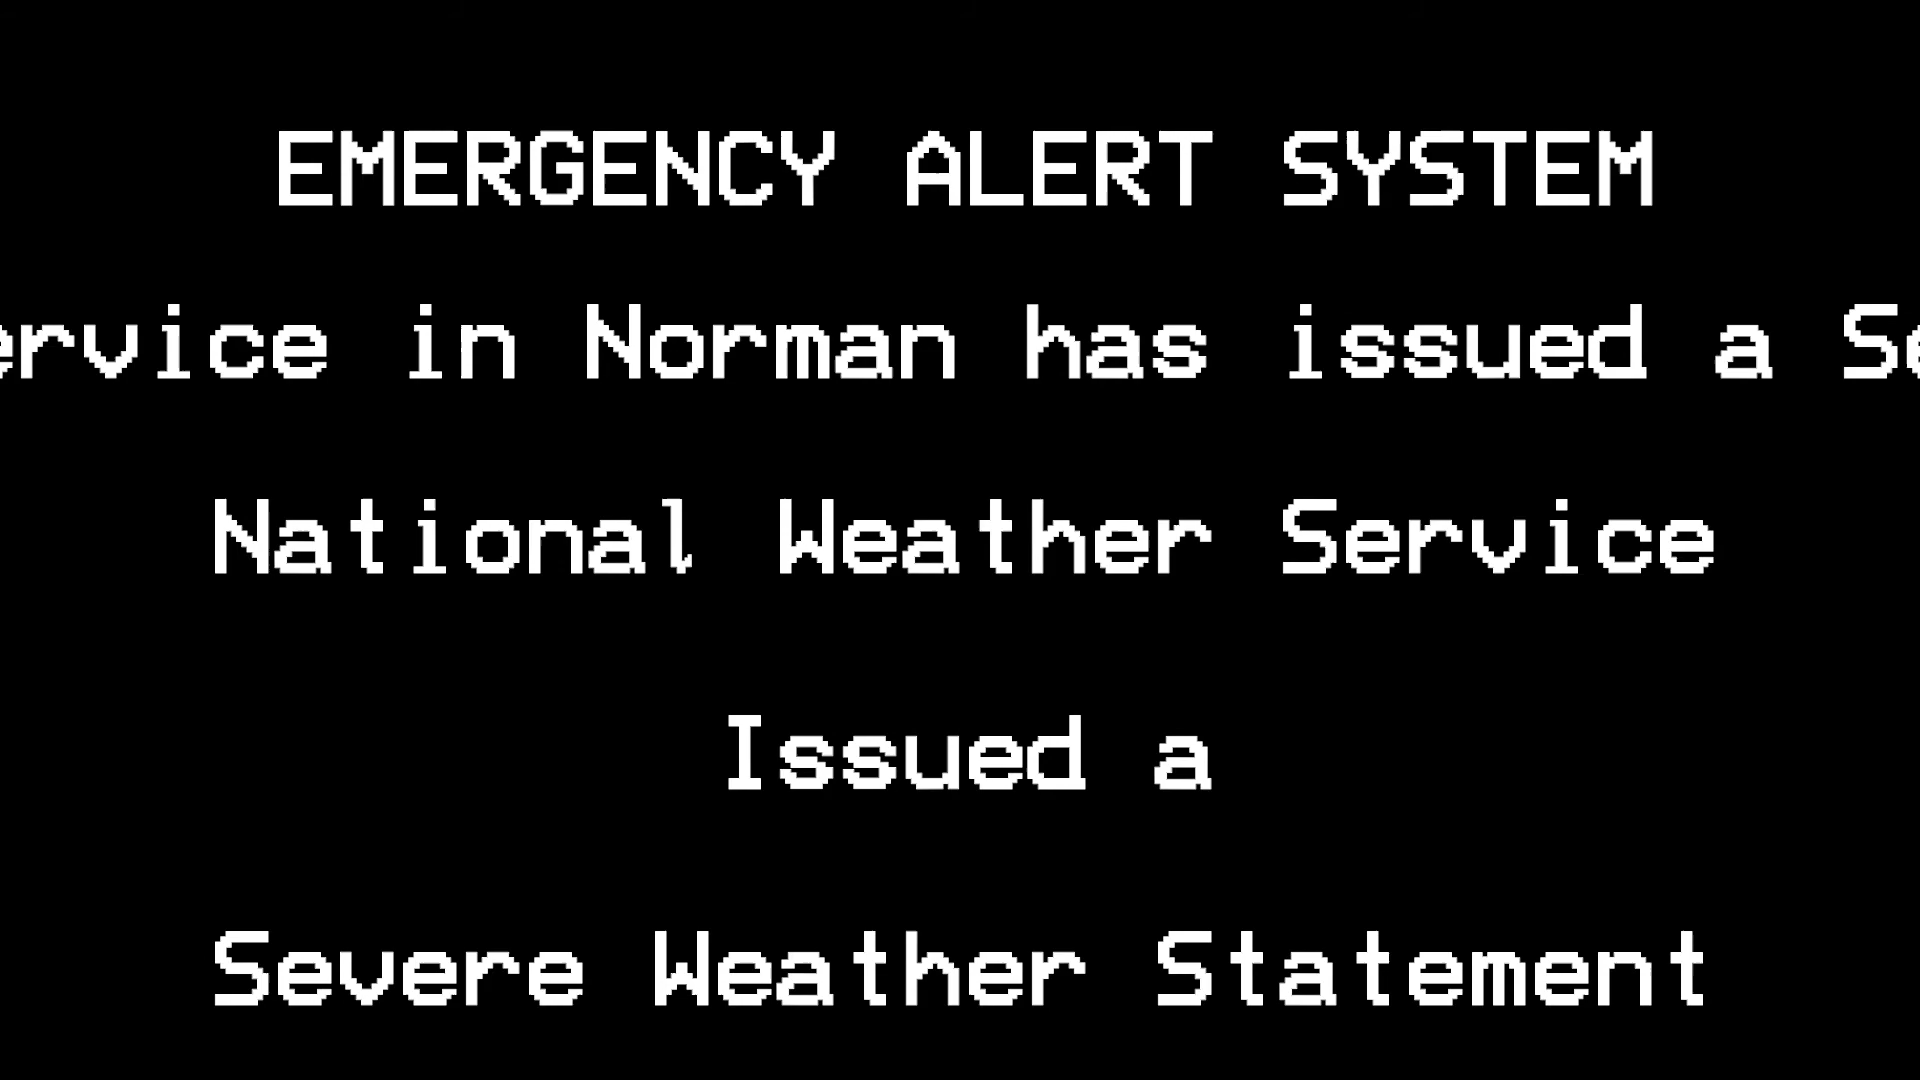 EMERGENCY ALERT SYSTEM
ervice in Norman has issued a Se
National Weather Service
Issued a
Severe Weather Statement